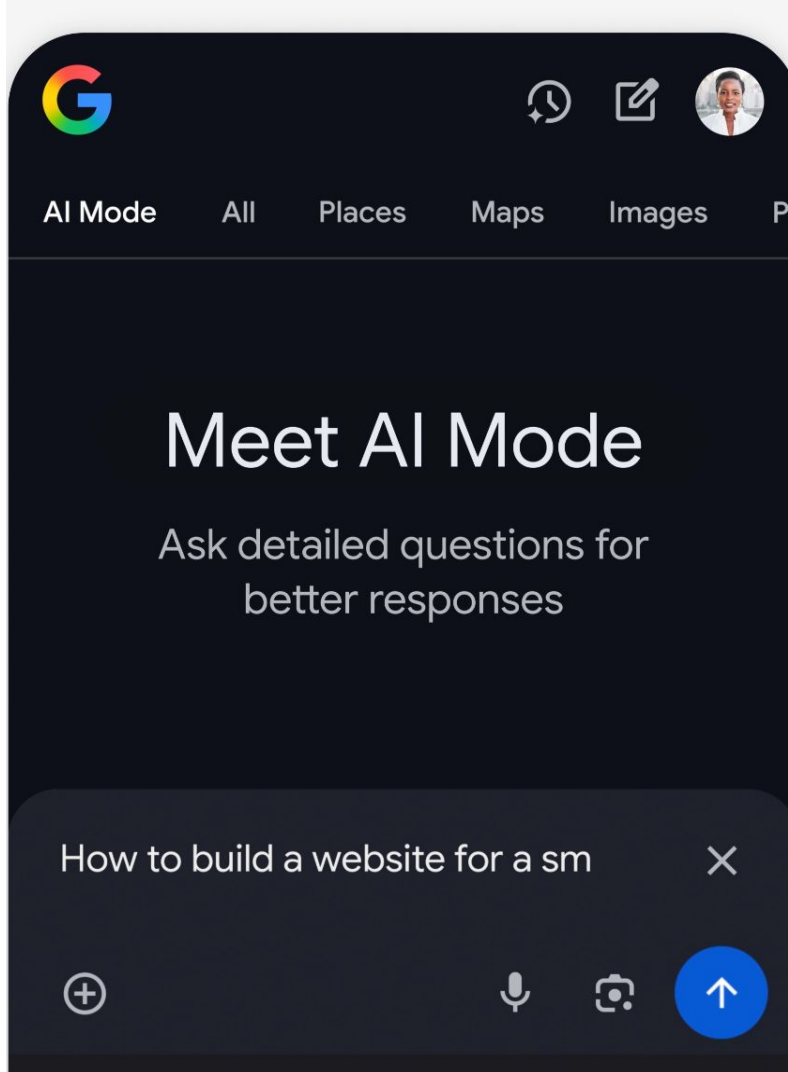 AI Mode All Places Maps Images P
Meet AI Mode
Ask detailed questions for
better responses
How to build a website for a sm